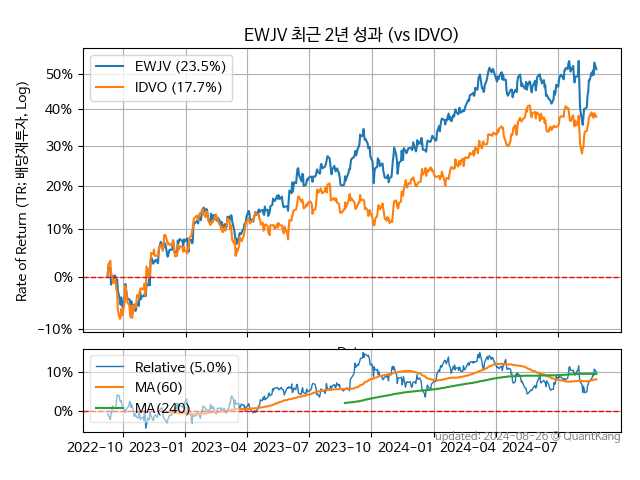 EWJV 최근 2년 성과 (vs IDVO)
EWJV (23.5%)
IDVO (17.7%)
Rate of Return (TR: 배당재투자, Log)
50%
40%
30%
20%
10%
0%
−10%
Relative (5.0%)
MA(60)
MA(240)
10%
0%
2022-10 2023-01 2023-04 2023-07 2023-10 2024-01 2024-04 2024-07
updated: 2024-08-26 © QuantKang